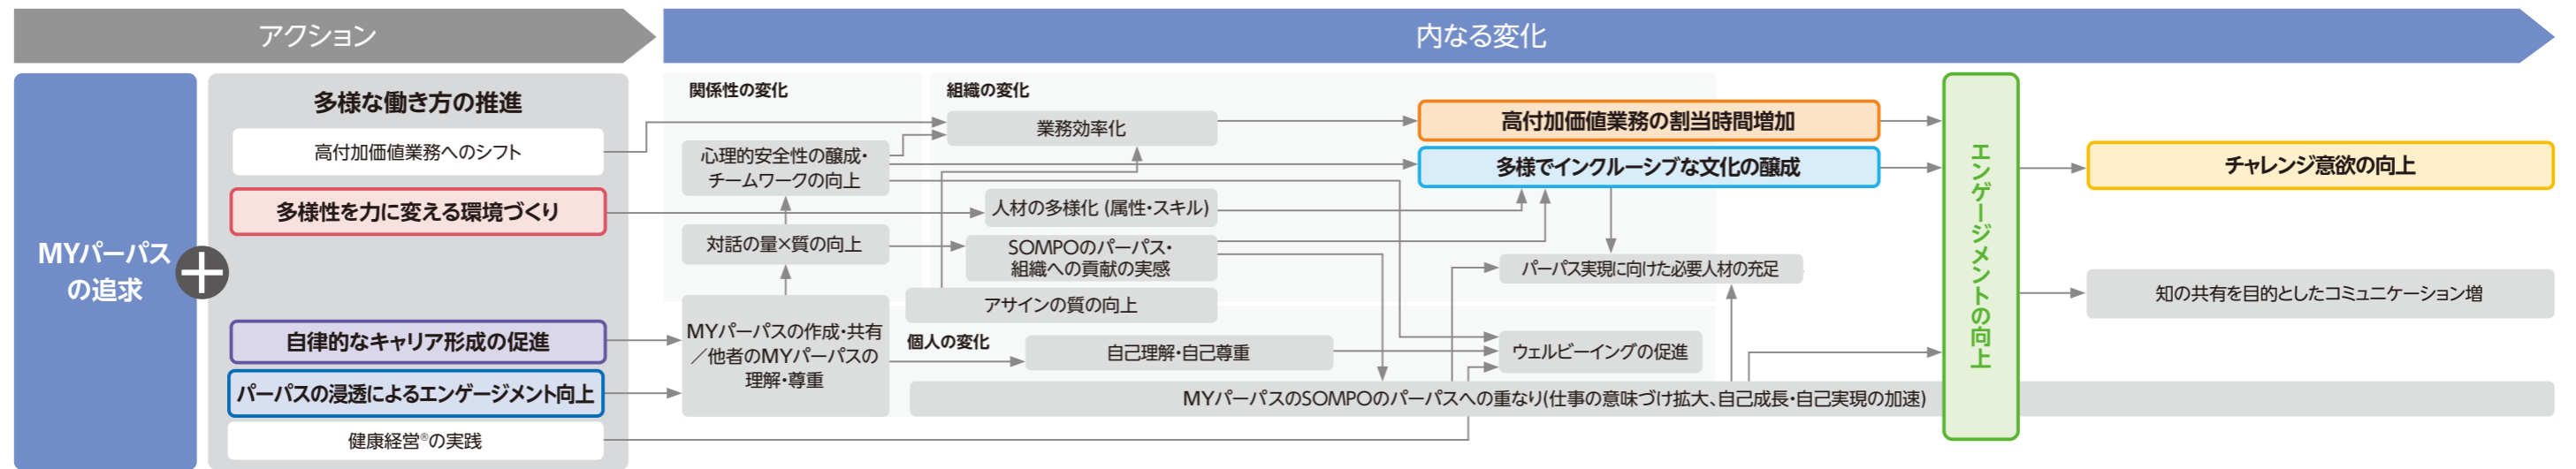 アクション
内なる変化
MYパーパス
の追求
多様な働き方の推進
高付加価値業務へのシフト
多様性を力に変える環境づくり
自律的なキャリア形成の促進
パーパスの浸透によるエンゲージメント向上
健康経営®の実践
関係性の変化
心理的安全性の醸成・
チームワークの向上
対話の量×質の向上
MYパーパスの作成・共有
／他者のMYパーパスの
理解・尊重
組織の変化
業務効率化
人材の多様化 (属性・スキル)
SOMPOのパーパス・
組織への貢献の実感
アサインの質の向上
個人の変化
自己理解・自己尊重
高付加価値業務の割当時間増加
多様でインクルーシブな文化の醸成
パーパス実現に向けた必要人材の充足
ウェルビーイングの促進
MYパーパスのSOMPOのパーパスへの重なり(仕事の意味づけ拡大、自己成長・自己実現の加速)
エンゲージメントの向上
チャレンジ意欲の向上
知の共有を目的としたコミュニケーション増